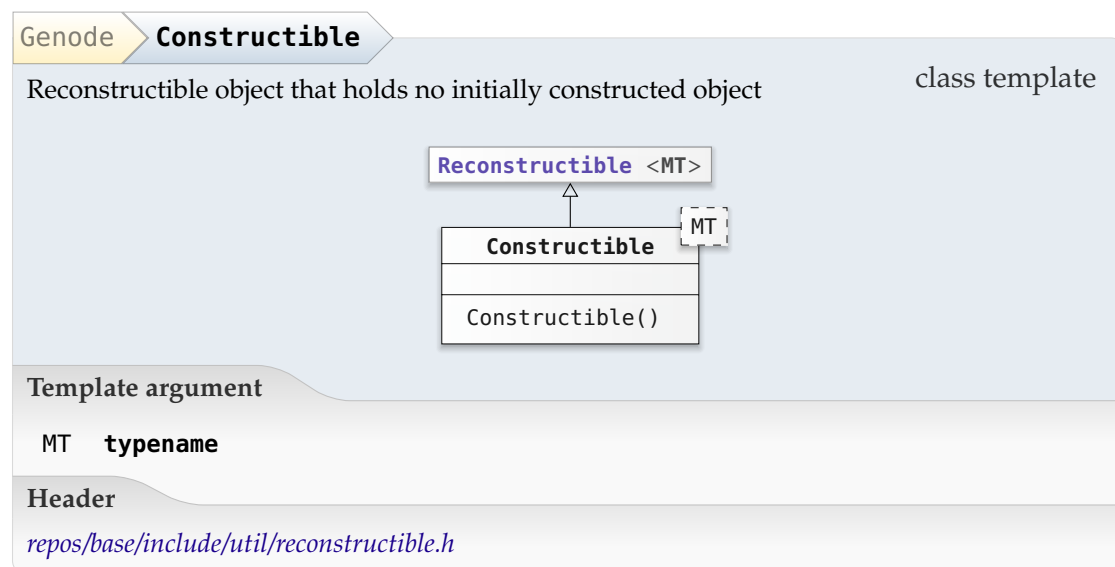 Genode Constructible
class template
Reconstructible object that holds no initially constructed object
Reconstructible <MT>
MT
Constructible
Constructible()
Template argument
MT typename
Header
repos/base/include/util/reconstructible.h